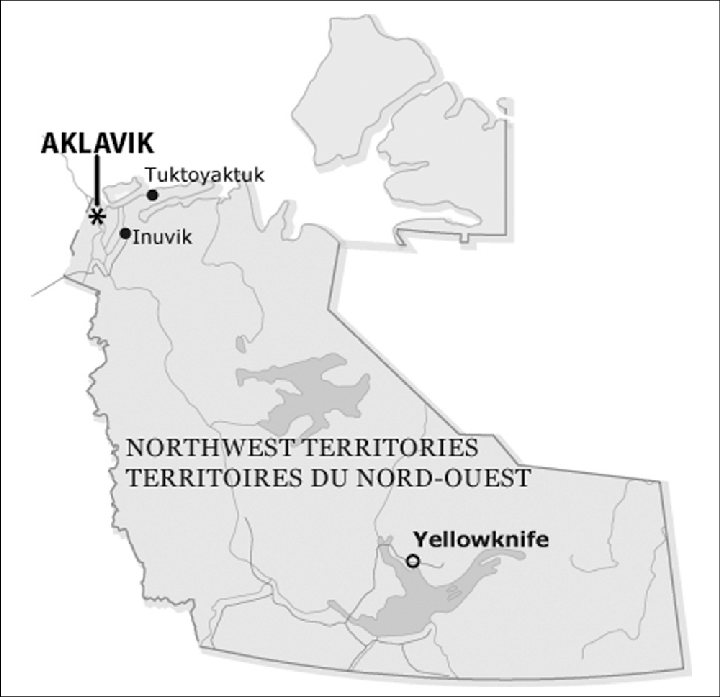 AKLAVIK
Tuktoyaktuk
Inuvik
NORTHWEST TERRITORIES
TERRITOIRES DU NORD-OUEST
Yellowknife